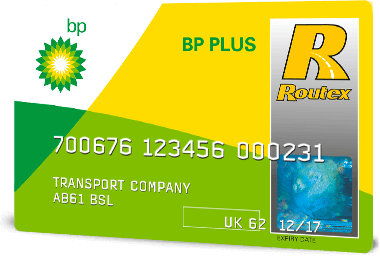 bp
BP PLUS
R
Routex
700676 123456 000231
TRANSPORT COMPANY
AB61 BSL
UK 62 12/17
EXPIRY DATE